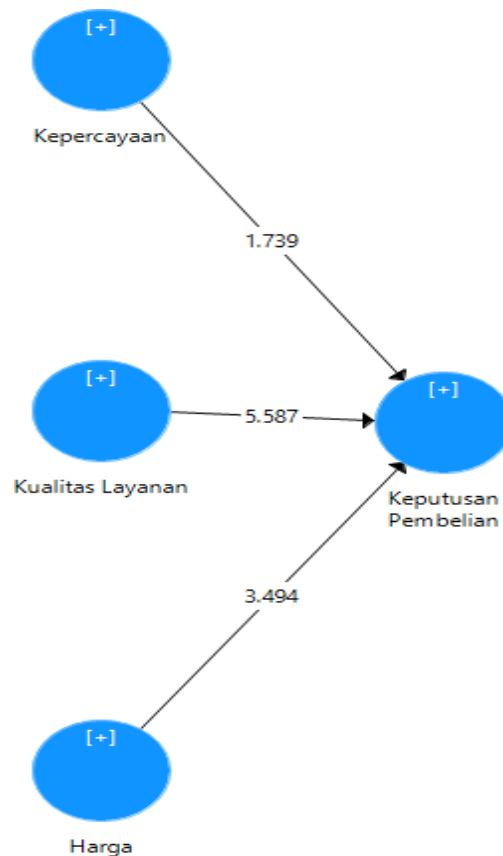 [+]
Kepercayaan
1.739
[+]
Kualitas Layanan
5.587
[+]
Keputusan
Pembelian
3.494
[+]
Harga